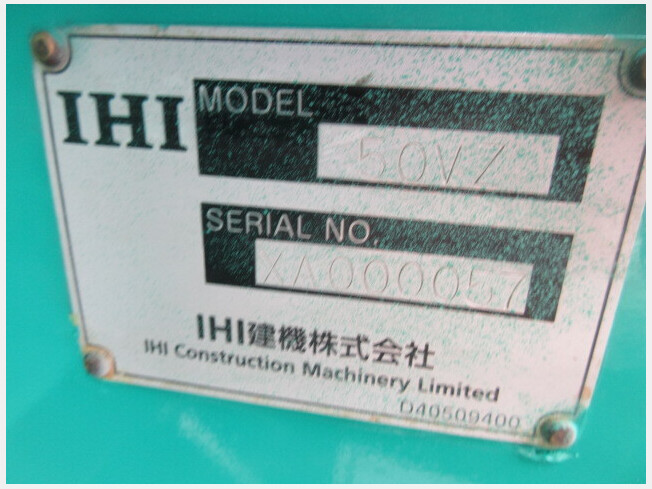 IHI
MODEL
50VZ
SERIAL NO.
XA000057
IHI建機株式会社
IHI Construction Machinery Limited
D40509400